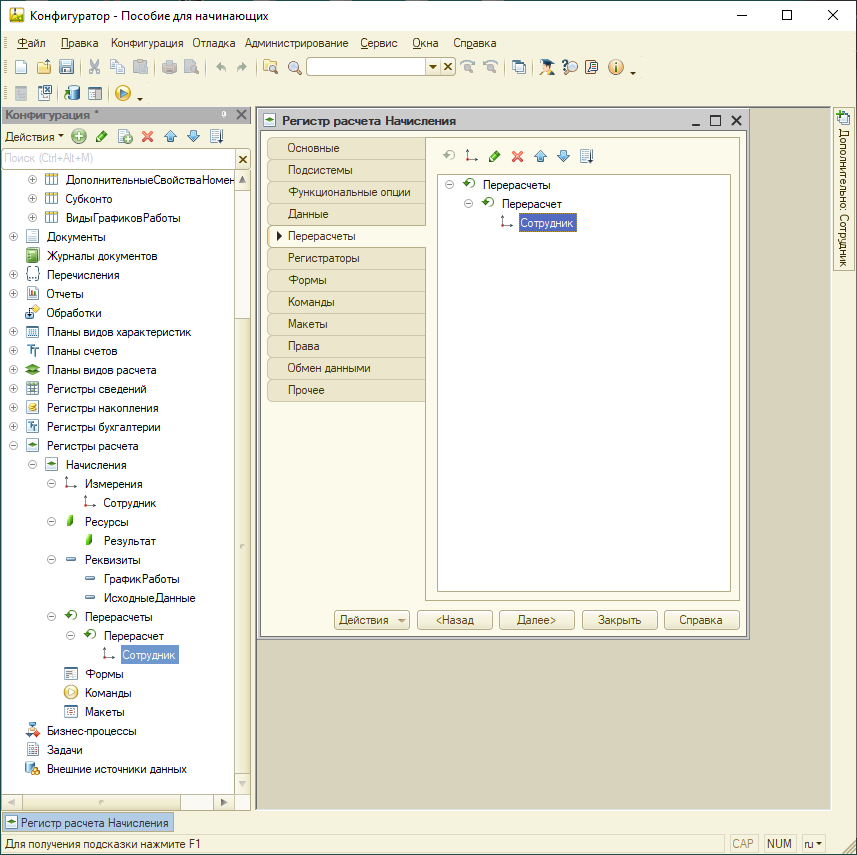 Конфигуратор - Пособие для начинающих
Файл Правка Конфигурация Отладка Администрирование Сервис Окна Справка
Конфигурация *
Действия
Поиск (Ctrl+Alt+M)
ДополнительныеСвойстваНомен
Субконто
ВидыГрафиковРаботы
Документы
Журналы документов
Перечисления
Отчеты
Обработки
Планы видов характеристик
Планы счетов
Планы видов расчета
Регистры сведений
Регистры накопления
Регистры бухгалтерии
Регистры расчета
Начисления
Измерения
Сотрудник
Ресурсы
Результат
Реквизиты
ГрафикРаботы
ИсходныеДанные
Перерасчеты
Перерасчет
Сотрудник
Формы
Команды
Макеты
Бизнес-процессы
Задачи
Внешние источники данных
Регистр расчета Начисления
Основные
Подсистемы
Функциональные опции
Данные
Перерасчеты
Регистраторы
Формы
Команды
Макеты
Права
Обмен данными
Прочее
Перерасчеты
Перерасчет
Сотрудник
Действия <Назад Далее> Закрыть Справка
Дополнительно: Сотрудник
Регистр расчета Начисления
Для получения подсказки нажмите F1 CAP NUM ru